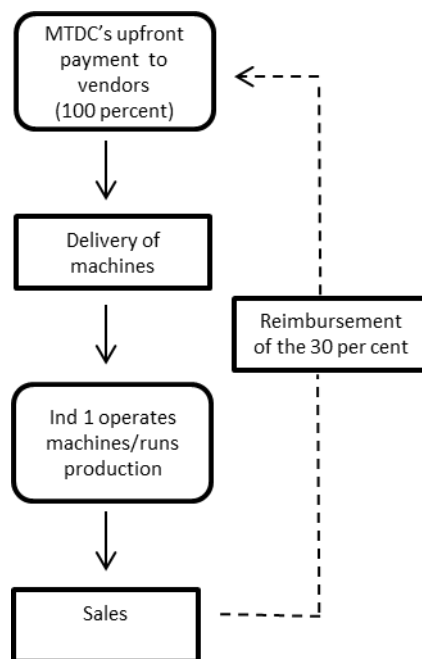 MTDC’s upfront
payment to
vendors
(100 percent)
Delivery of
machines
Reimbursement
of the 30 per cent
Ind 1 operates
machines/runs
production
Sales